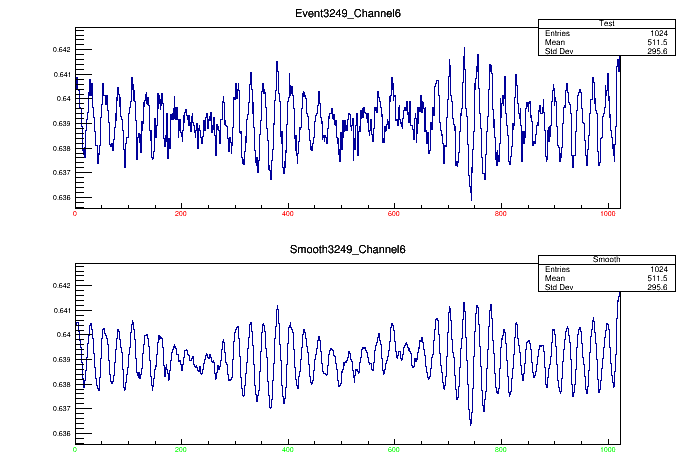 Event3249_Channel6
Test
Entries 1024
Mean 511.5
Std Dev 295.6
0.642
0.641
0.64
0.639
0.638
0.637
0.636
0 200 400 600 800 1000
Smooth3249_Channel6
Smooth
Entries 1024
Mean 511.5
Std Dev 295.6
0.642
0.641
0.64
0.639
0.638
0.637
0.636
0 200 400 600 800 1000